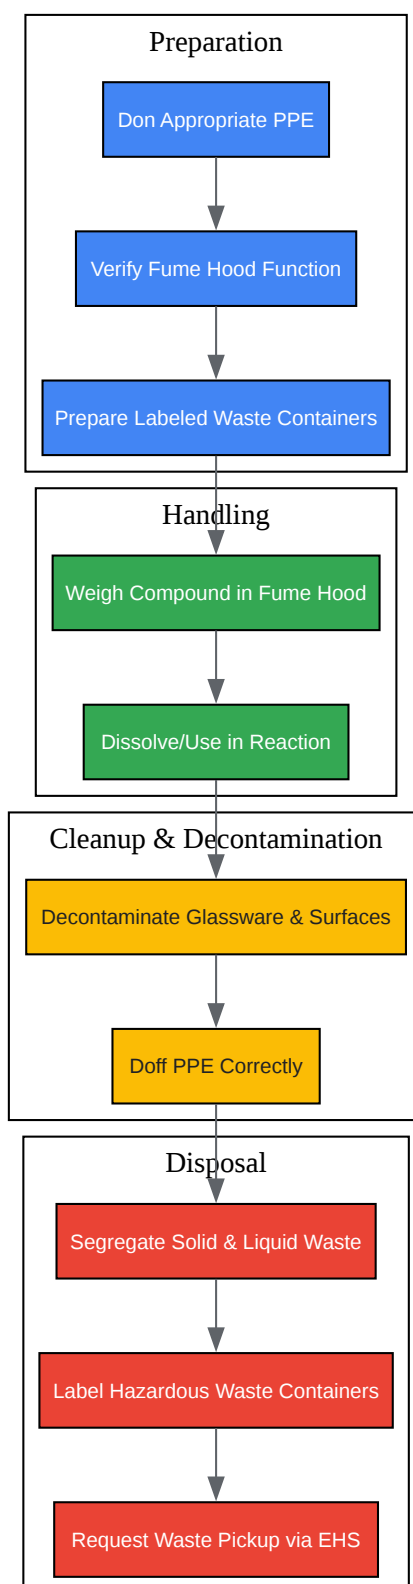 Preparation
Don Appropriate PPE
Verify Fume Hood Function
Prepare Labeled Waste Containers
Handling
Weigh Compound in Fume Hood
Dissolve/Use in Reaction
Cleanup & Decontamination
Decontaminate Glassware & Surfaces
Doff PPE Correctly
Disposal
Segregate Solid & Liquid Waste
Label Hazardous Waste Containers
Request Waste Pickup via EHS